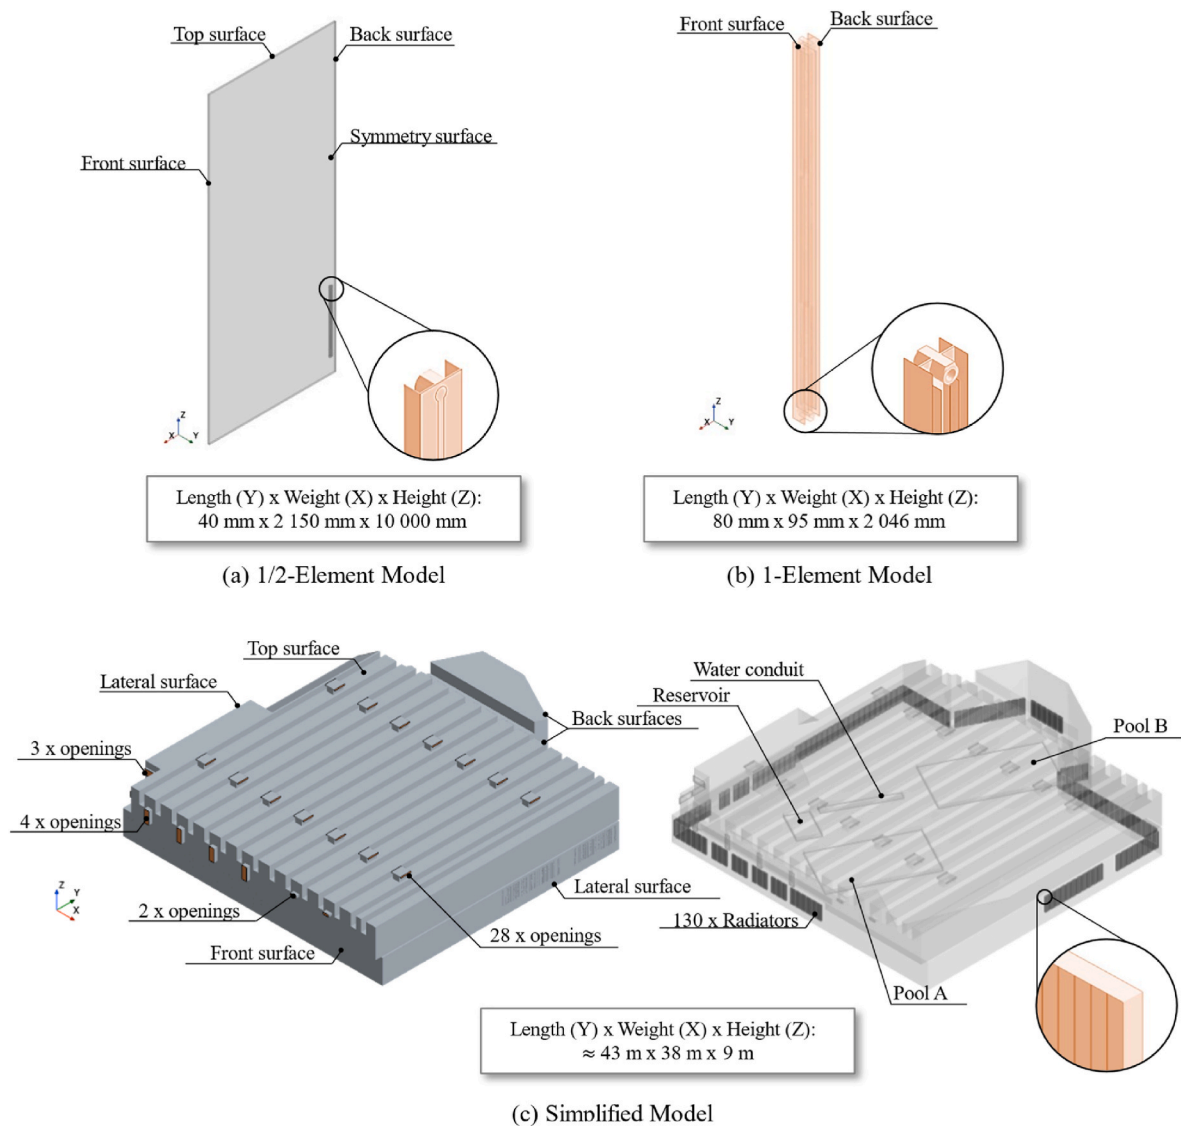 Top surface
Back surface
Symmetry surface
Front surface
Z
X
Y
Length (Y) x Weight (X) x Height (Z):
40 mm x 2 150 mm x 10 000 mm
(a) 1/2-Element Model
Front surface
Back surface
Z
X
Y
Length (Y) x Weight (X) x Height (Z):
80 mm x 95 mm x 2 046 mm
(b) 1-Element Model
Top surface
Lateral surface
Back surfaces
3 x openings
4 x openings
Z
Y
X
2 x openings
Front surface
Lateral surface
28 x openings
Water conduit
Reservoir
Pool B
130 x Radiators
Pool A
Length (Y) x Weight (X) x Height (Z):
≈ 43 m x 38 m x 9 m
(c) Simplified Model